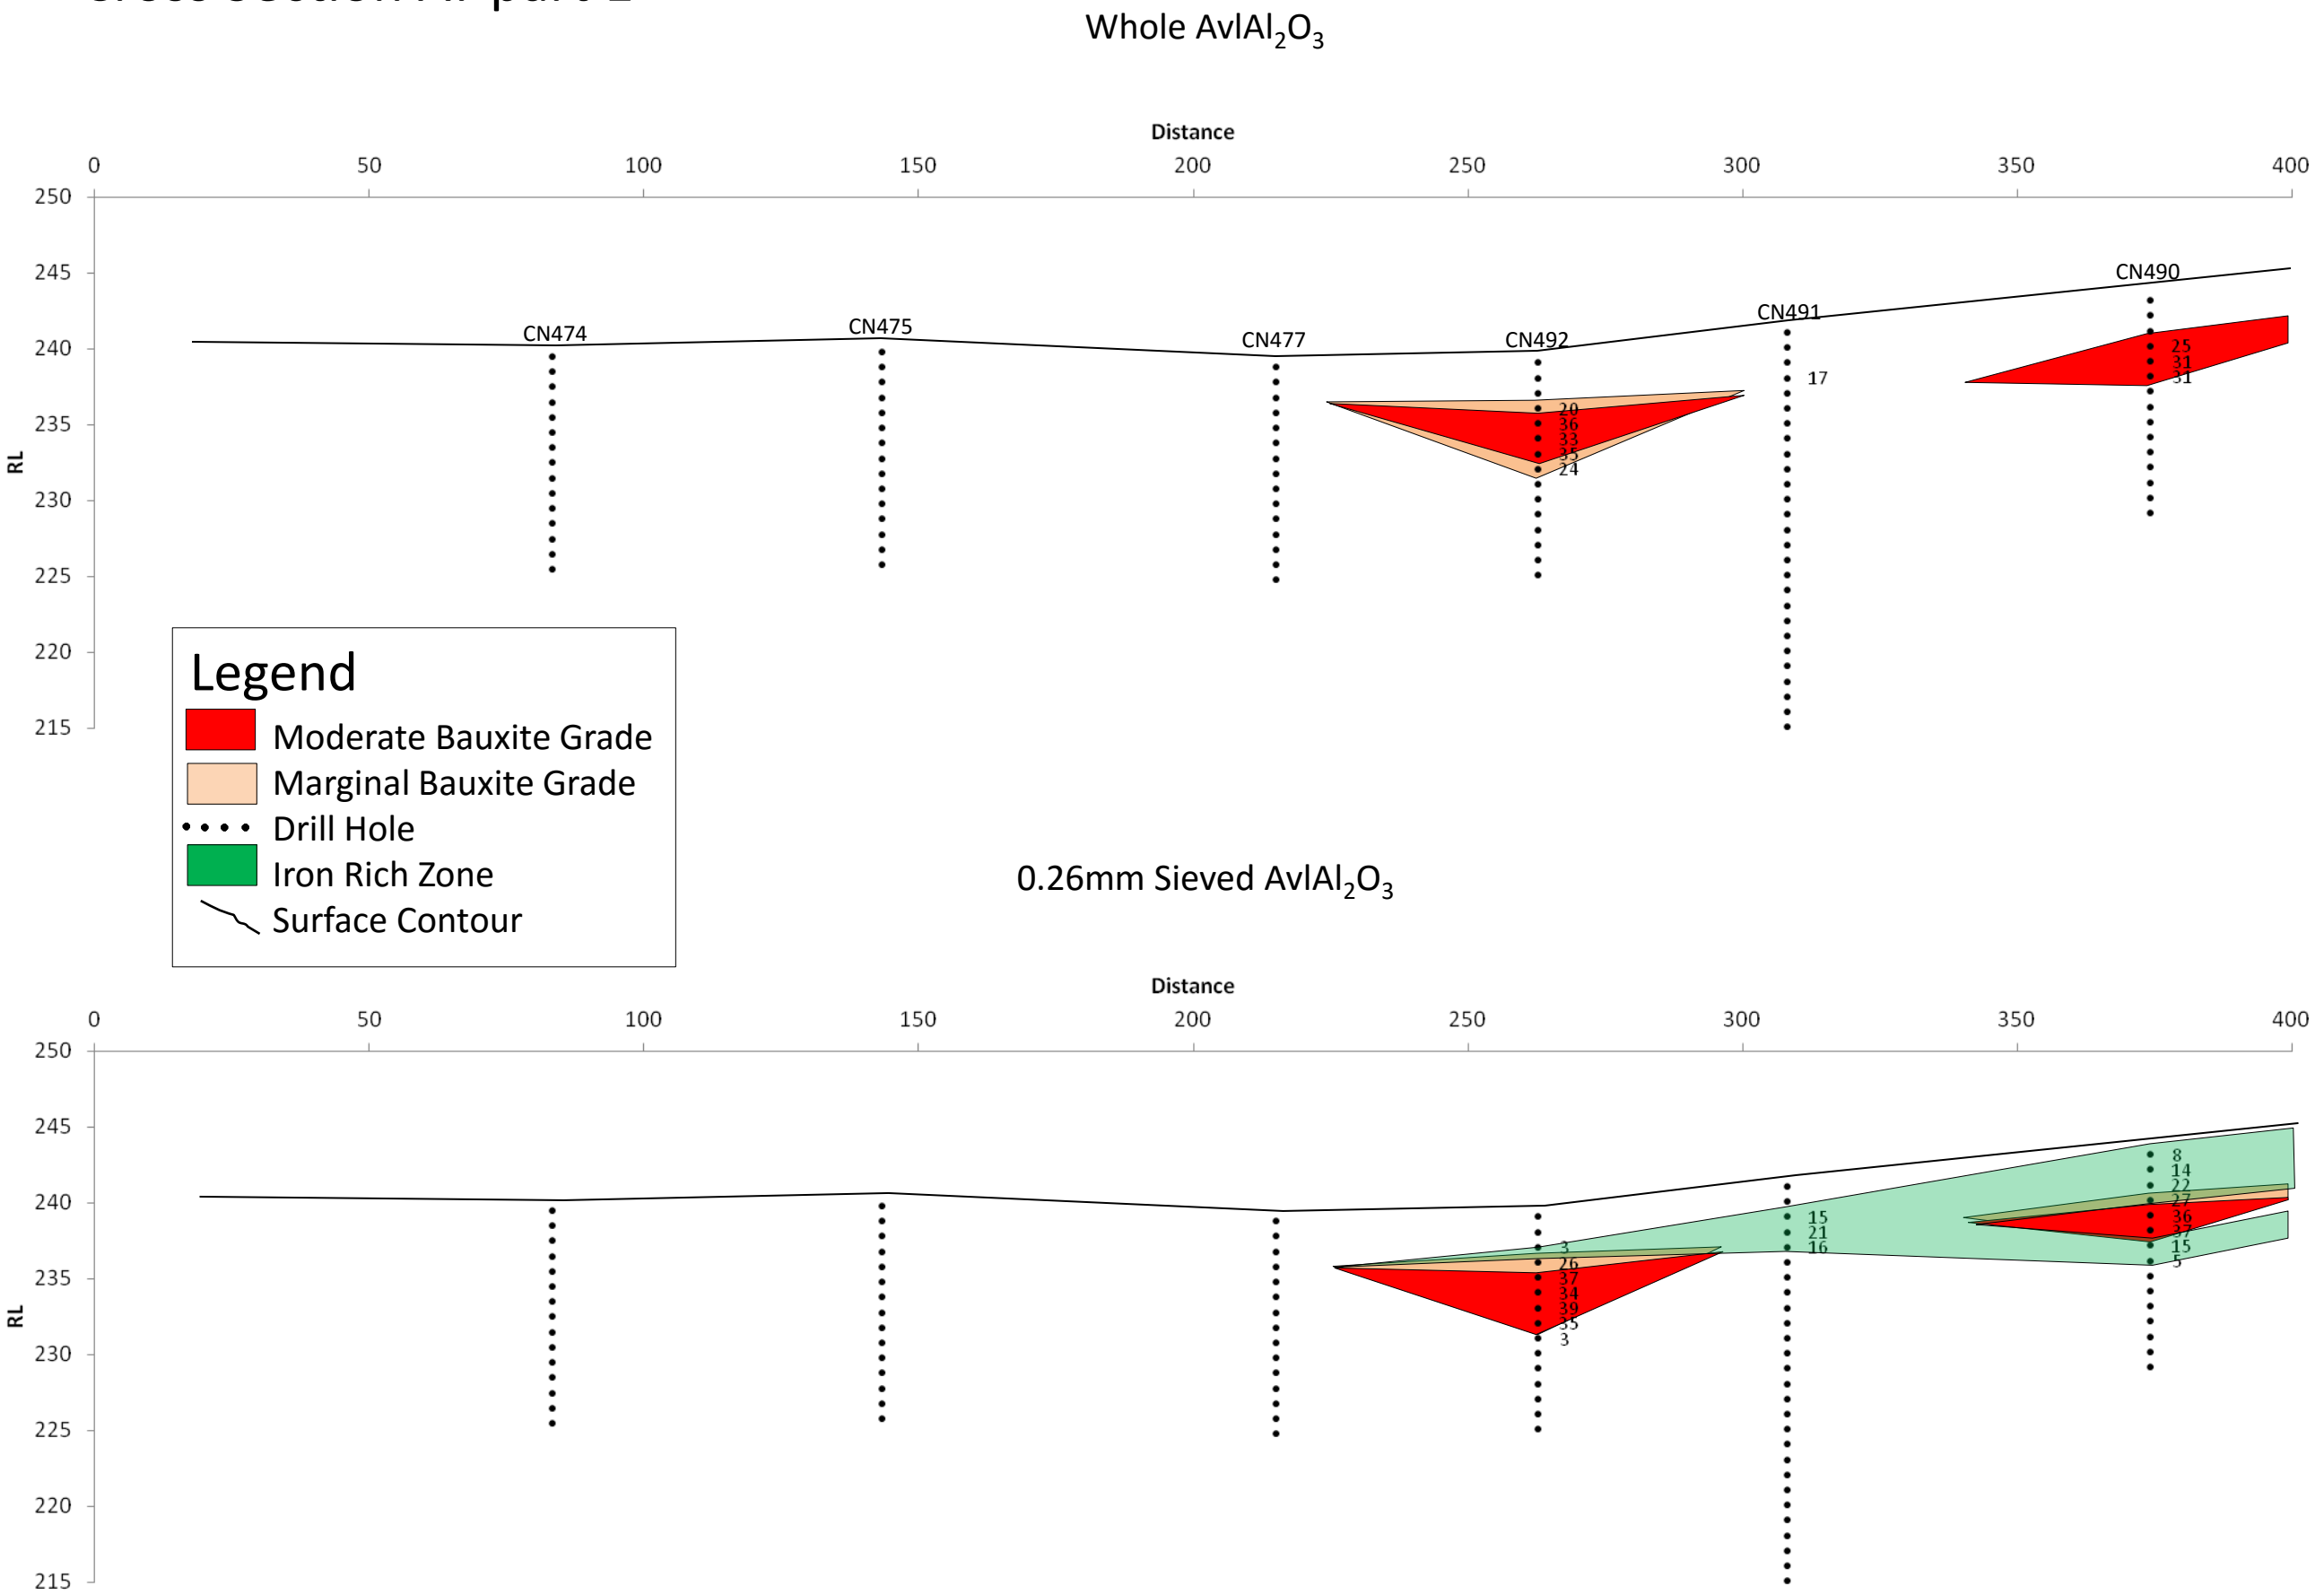 Whole AvlAl₂O₃
Distance
0 50 100 150 200 250 300 350 400
250
245
240
235
230
225
220
215
RL
CN474 CN475 CN477 CN492 CN491 CN490
20
36
33
35
24
17
25
31
31
Legend
Moderate Bauxite Grade
Marginal Bauxite Grade
Drill Hole
Iron Rich Zone
Surface Contour
0.26mm Sieved AvlAl₂O₃
Distance
0 50 100 150 200 250 300 350 400
250
245
240
235
230
225
220
215
RL
3
26
37
34
39
35
3
15
21
16
8
14
22
27
36
37
15
5